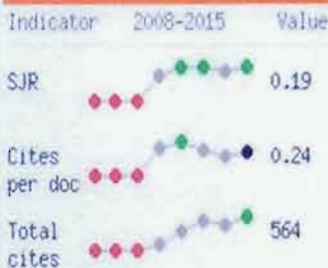 Indicator 2008-2015 Value
SJR 0.19
Cites
per doc 0.24
Total
cites 564